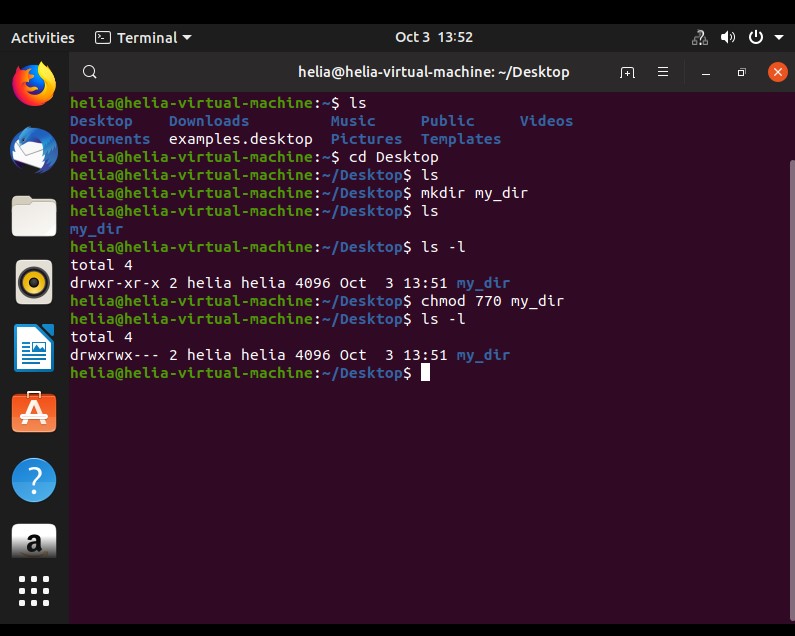 Activities Terminal Oct 3 13:52
helia@helia-virtual-machine: ~/Desktop
helia@helia-virtual-machine:~$ ls
Desktop    Downloads         Music     Public     Videos
Documents  examples.desktop  Pictures  Templates
helia@helia-virtual-machine:~$ cd Desktop
helia@helia-virtual-machine:~/Desktop$ ls
helia@helia-virtual-machine:~/Desktop$ mkdir my_dir
helia@helia-virtual-machine:~/Desktop$ ls
my_dir
helia@helia-virtual-machine:~/Desktop$ ls -l
total 4
drwxr-xr-x 2 helia helia 4096 Oct  3 13:51 my_dir
helia@helia-virtual-machine:~/Desktop$ chmod 770 my_dir
helia@helia-virtual-machine:~/Desktop$ ls -l
total 4
drwxrwx--- 2 helia helia 4096 Oct  3 13:51 my_dir
helia@helia-virtual-machine:~/Desktop$
?
a